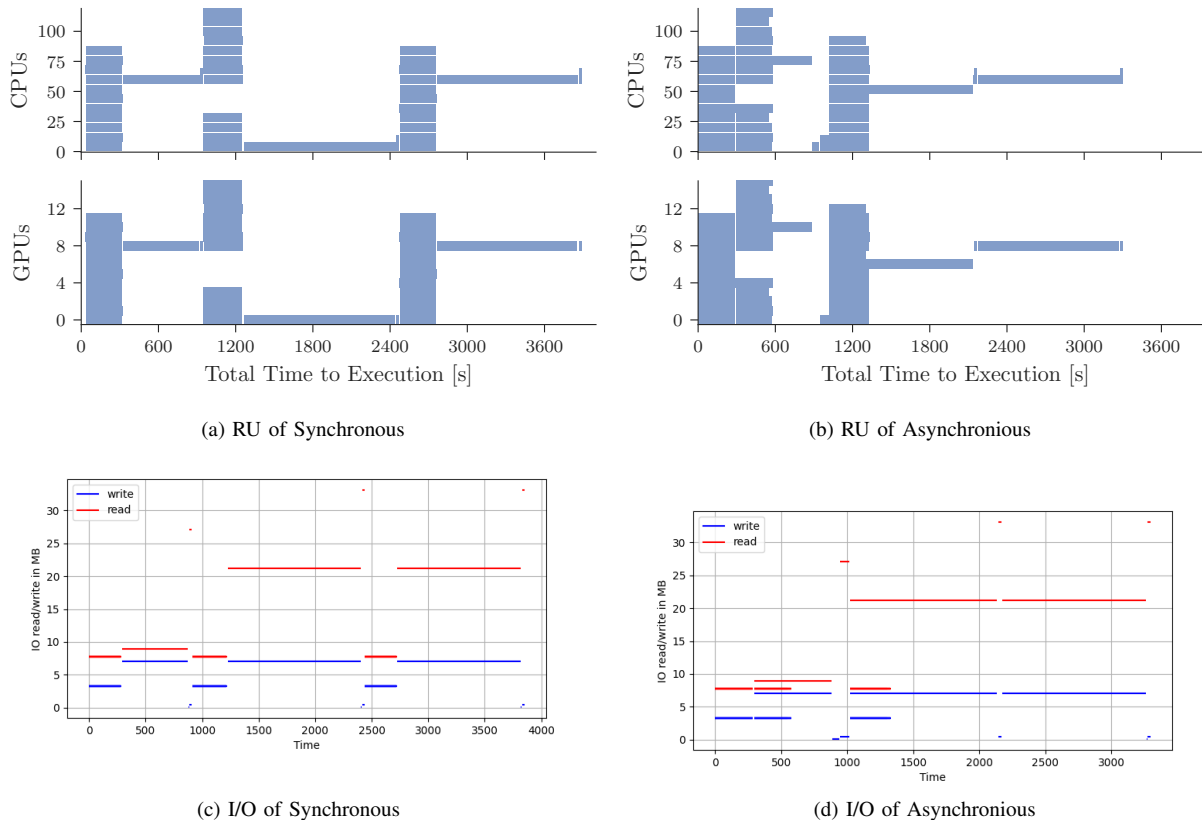 100
75
50
25
0
CPUs
12
8
4
0
GPUs
0 600 1200 1800 2400 3000 3600
Total Time to Execution [s]
(a) RU of Synchronous
100
75
50
25
0
CPUs
12
8
4
0
GPUs
0 600 1200 1800 2400 3000 3600
Total Time to Execution [s]
(b) RU of Asynchronious
write
read
30
25
20
15
10
5
0
IO read/write in MB
0 500 1000 1500 2000 2500 3000 3500 4000
Time
(c) I/O of Synchronous
write
read
30
25
20
15
10
5
0
IO read/write in MB
0 500 1000 1500 2000 2500 3000
Time
(d) I/O of Asynchronious